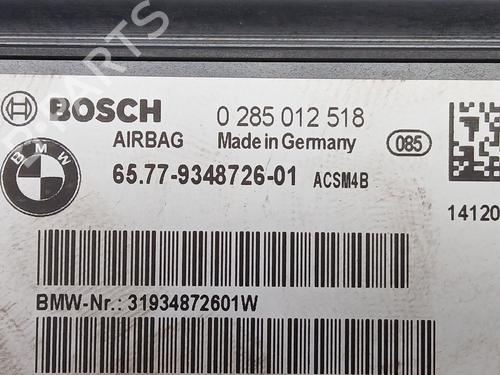 BOSCH 0 285 012 518
AIRBAG Made in Germany 085
BMW
65.77-9348726-01 ACSM4B
14120
BMW-Nr.: 31934872601W